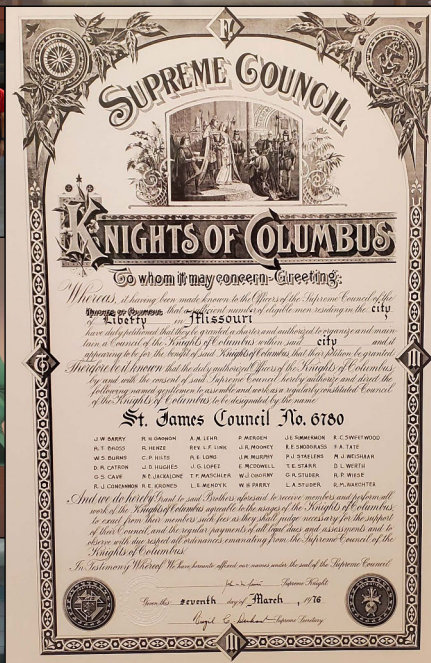 F.
SUPREME COUNCIL
KNIGHTS OF COLUMBUS
To whom it may concern-Greeting:
Whereas, it having been made known to the Officers of the Supreme Council of the
Knights of Columbus that a sufficient number of eligible men residing in the city
of Liberty in Missouri
have duly petitioned that they be granted a charter and authorized to organize and main-
tain a Council of the Knights of Columbus within said city and it
appearing to be for the benefit of said Knights of Columbus that their petition be granted
Therefore be it known that the duly authorized Officers of the Knights of Columbus,
by and with the consent of said Supreme Council hereby authorize and direct the
following named gentlemen to assemble and work as a regularly constituted Council
of the Knights of Columbus to be designated by the name
St. James Council No. 6780
J W BARRY R H GAGNON A M LEHR P MERGEN J E SIMMERMON R C SWEETWOOD
A T BROSS R HENZE REV L F LINK J R MOONEY R E SNODGRASS F A TATE
W S BURNS C P HILTS R E LOMO J M MURPHY P J STAELENS M J WEISHAAR
D R CATRON J D HUGHES J G LOPEZ E MCDOWELL T E STARR D L WERTH
G S CAVE N E JACKALONE T F MASCHLER W J OGORNY G R STUDER R P WIESE
R J CONCANNON R E KRONES E MENDYK W S PARRY L A STUDER R M WAECHTER
And we do hereby Grant to said Brothers aforesaid to receive members and perform all
work of the Knights of Columbus agreable to the usages of the Knights of Columbus,
to exact from their members such fees as they shall judge necessary for the support
of their Council, and the regular payments of all legal dues and assessments and to
observe with due respect all ordinances emanating from the Supreme Council of the
Knights of Columbus
In Testimony Whereof We have hereunto affixed our names under the seal of the Supreme Council
Supreme Knight
Given this seventh day of March, 1976
Supreme Secretary